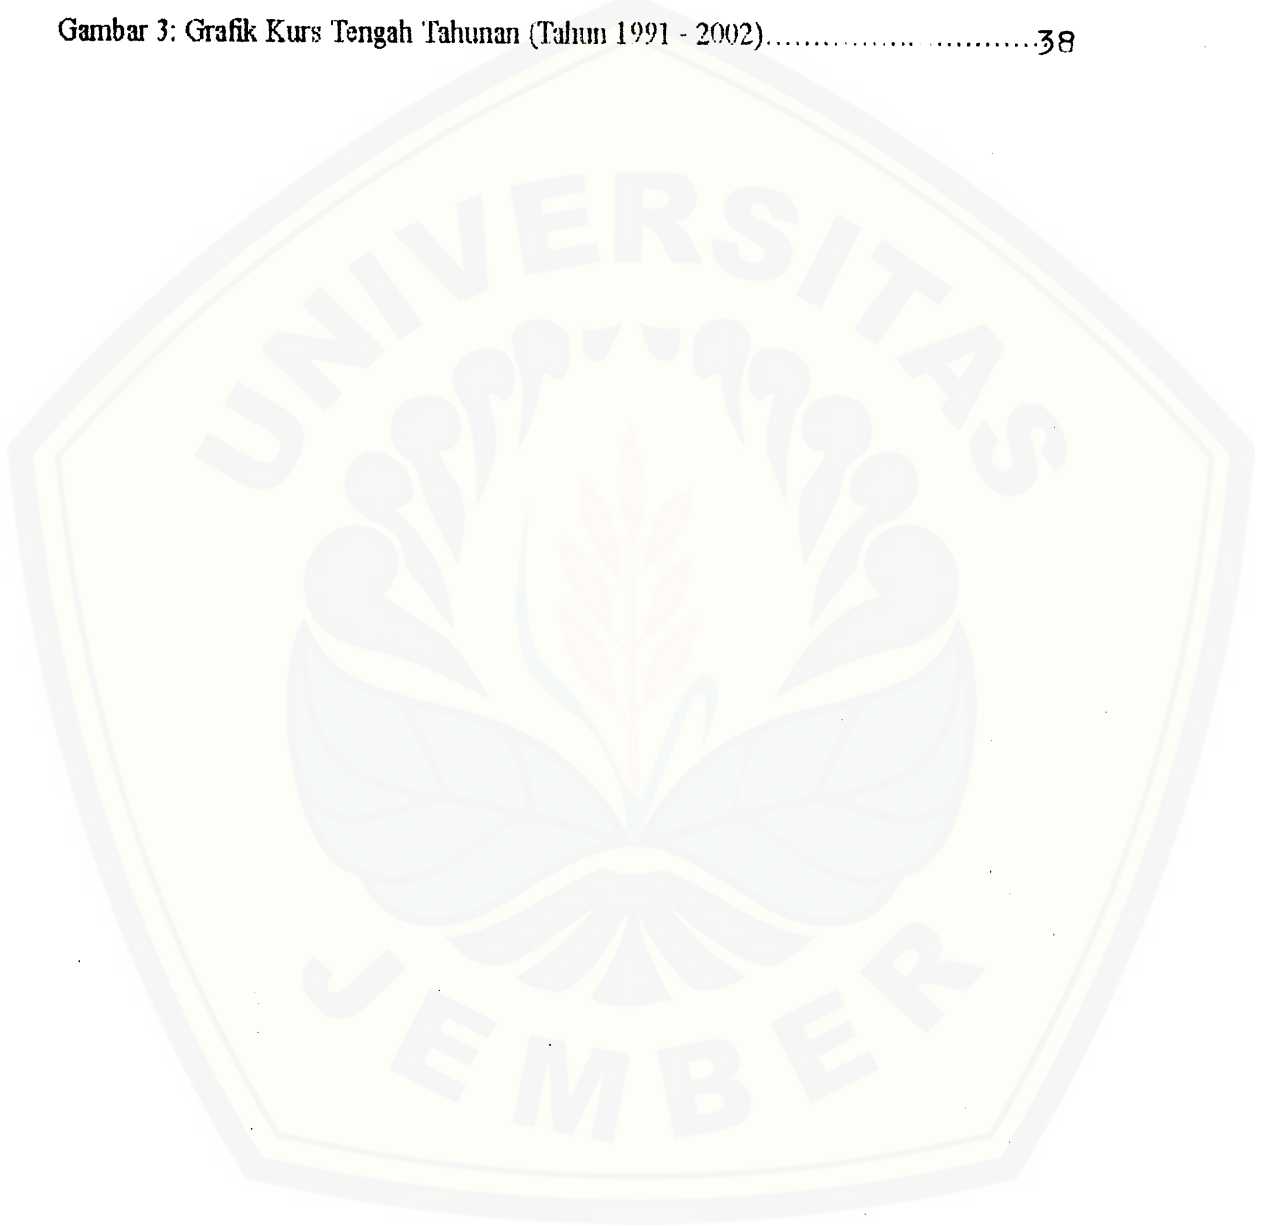 Gambar 3: Grafik Kurs Tengah Tahunan (Tahun 1991 - 2002)..........................38
UNIVERSITAS
JEMBER